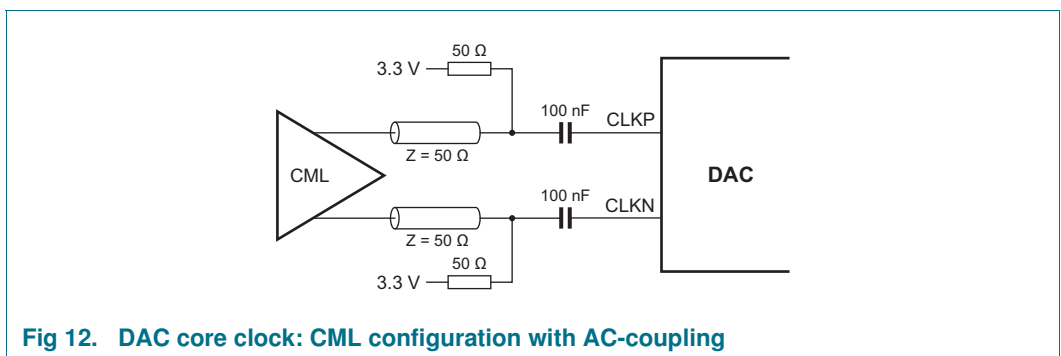 50 Ω
3.3 V
100 nF
CLKP
Z = 50 Ω
CML
DAC
100 nF
CLKN
Z = 50 Ω
50 Ω
3.3 V
Fig 12. DAC core clock: CML configuration with AC-coupling